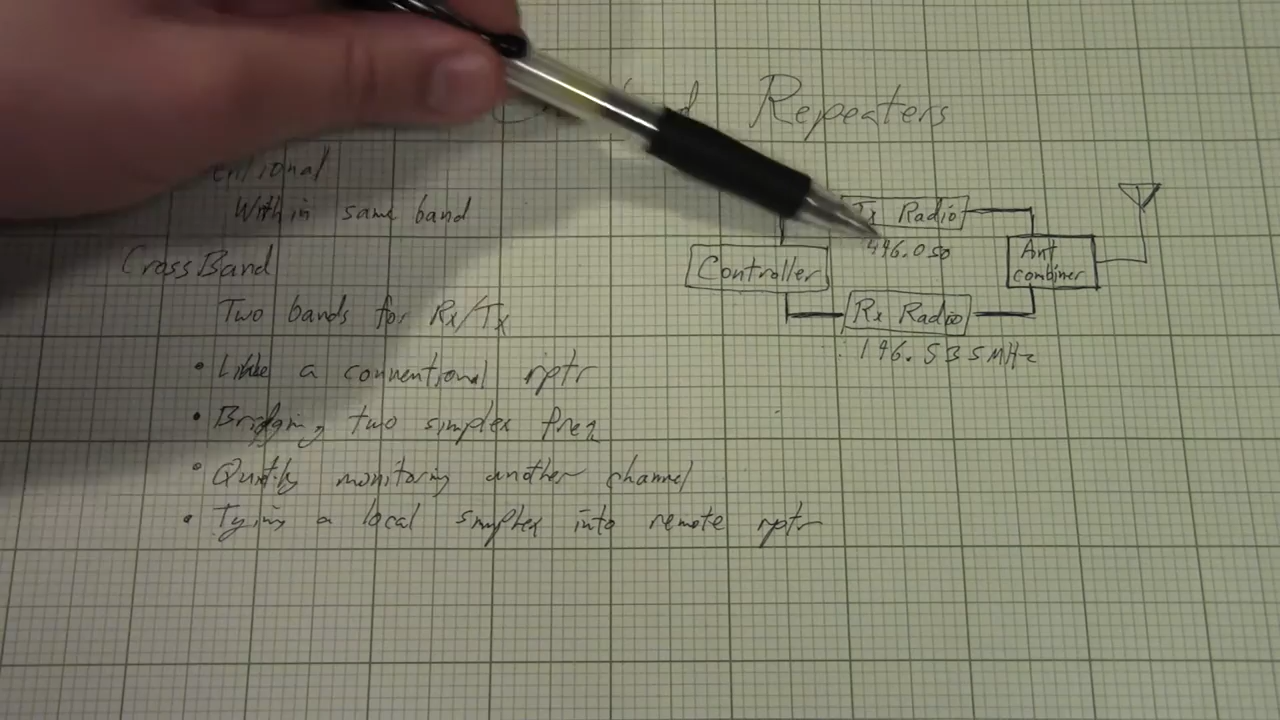 Repeaters
entional
Within same band
CrossBand
Two bands for Rx/Tx
• Like a conventional rptr
• Bridging two simplex freq
• Quietly monitoring another channel
• Tying a local simplex into remote rptr
Tx Radio
446.050
Controller
Ant
combiner
Rx Radio
146.535 MHz